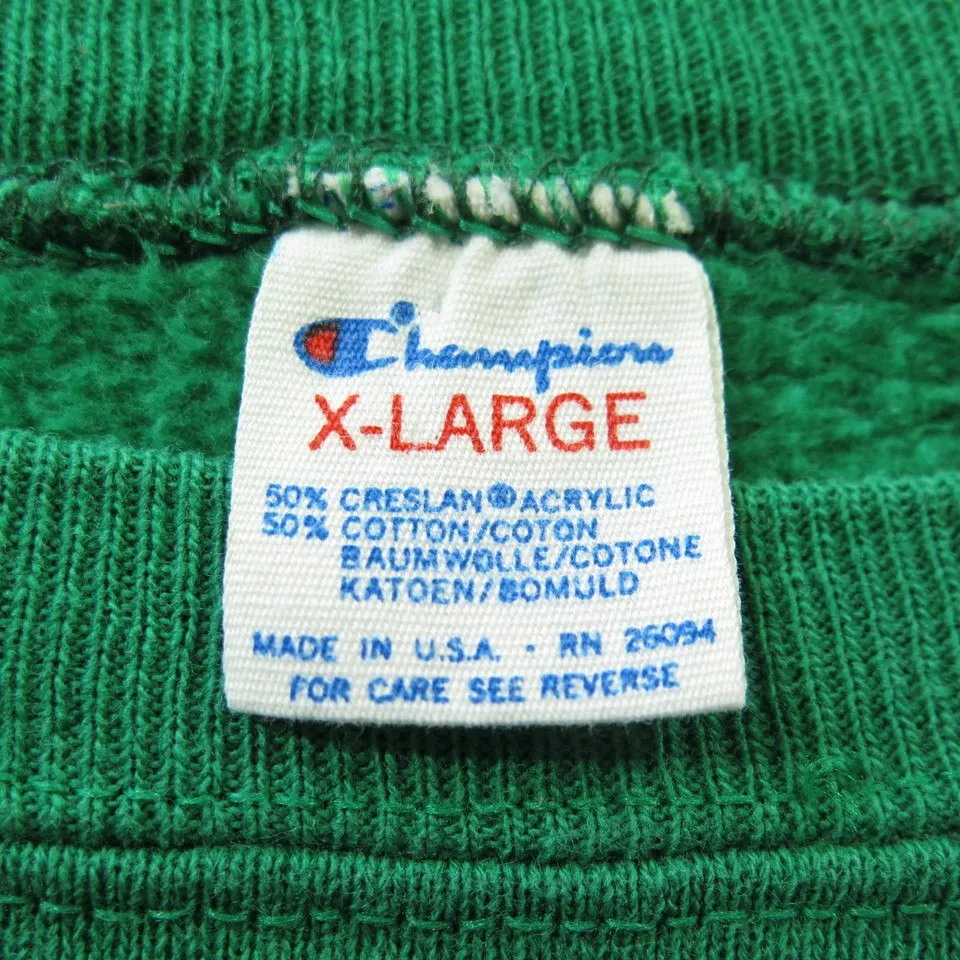 Champion
X-LARGE
50% CRESLAN® ACRYLIC
50% COTTON/COTON
BAUMWOLLE/COTONE
KATOEN/BOMULD
MADE IN U.S.A. · RN 26094
FOR CARE SEE REVERSE